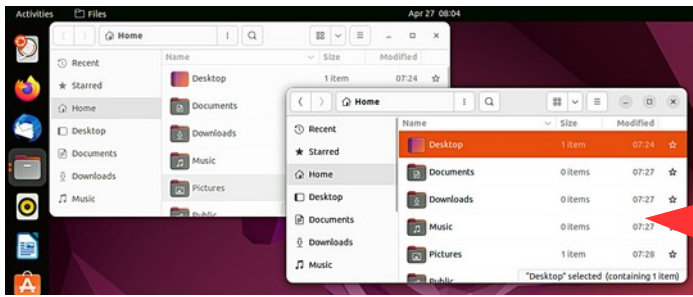 Activities Files Apr 27 08:04
Home
Name Size Modified
Recent
Starred
Home
Desktop
Documents
Downloads
Music
Desktop 1 item 07:24
Documents
Downloads
Music
Pictures
Public
Home
Name Size Modified
Recent
Starred
Home
Desktop
Documents
Downloads
Music
Desktop 1 item 07:24
Documents 0 items 07:27
Downloads 0 items 07:27
Music 0 items 07:27
Pictures 1 item 07:28
Public
"Desktop" selected (containing 1 item)